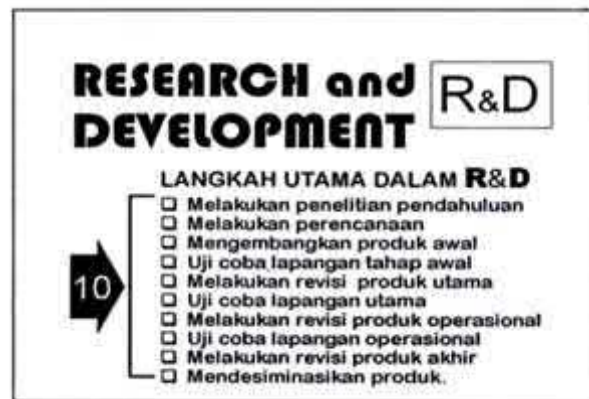 RESEARCH and
DEVELOPMENT
R&D
LANGKAH UTAMA DALAM R&D
10
❑ Melakukan penelitian pendahuluan
❑ Melakukan perencanaan
❑ Mengembangkan produk awal
❑ Uji coba lapangan tahap awal
❑ Melakukan revisi produk utama
❑ Uji coba lapangan utama
❑ Melakukan revisi produk operasional
❑ Uji coba lapangan operasional
❑ Melakukan revisi produk akhir
❑ Mendesiminasikan produk.